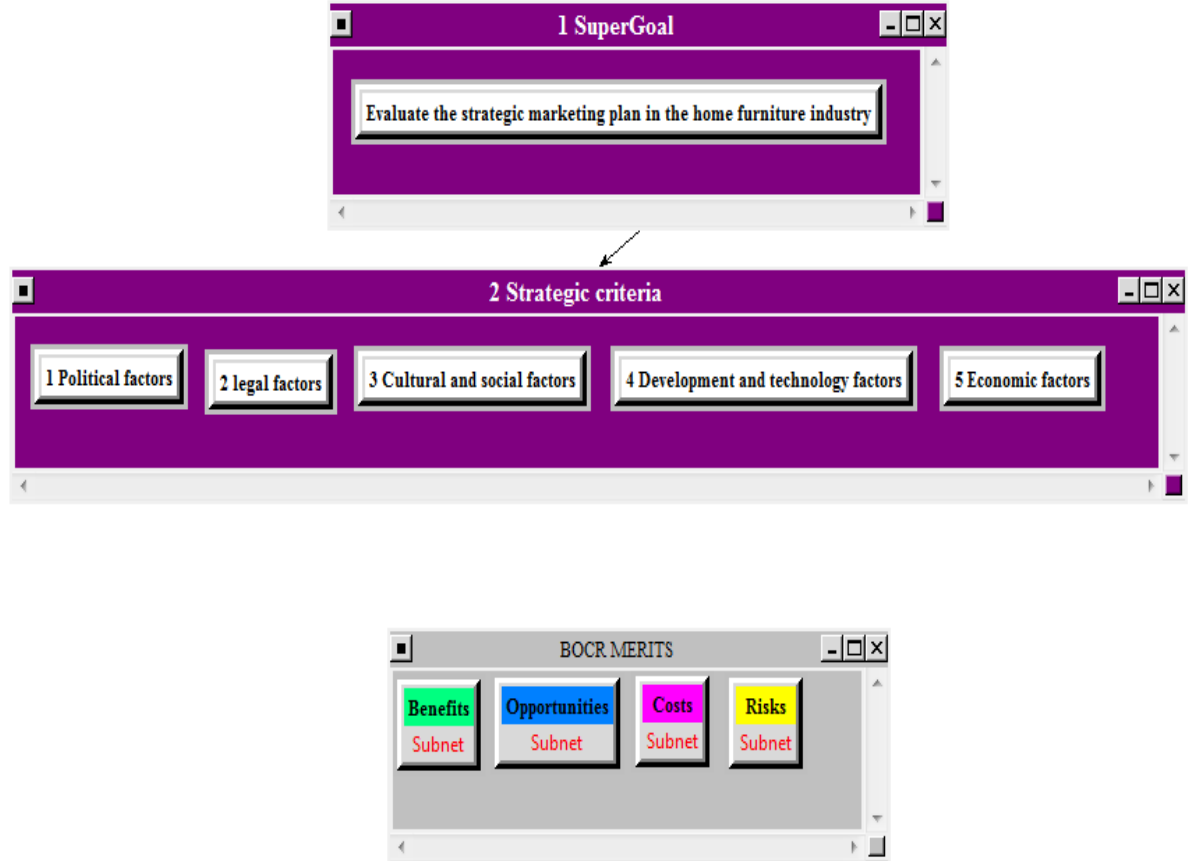 1 SuperGoal
Evaluate the strategic marketing plan in the home furniture industry
2 Strategic criteria
1 Political factors
2 legal factors
3 Cultural and social factors
4 Development and technology factors
5 Economic factors
BOCR MERITS
Benefits
Opportunities
Costs
Risks
Subnet
Subnet
Subnet
Subnet